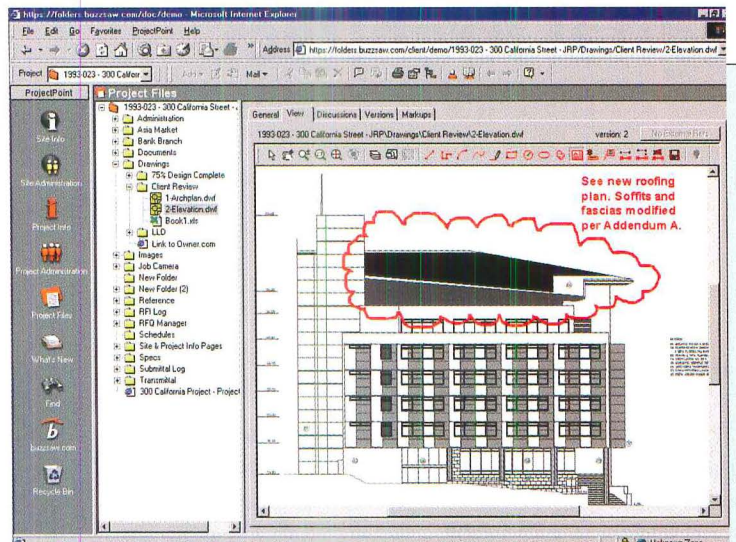 https://folders.buzzsaw.com/doc/demo - Microsoft Internet Explorer
File Edit Go Favorites ProjectPoint Help
Address https://folders.buzzsaw.com/client/demo/1993-023 - 300 California Street - JRP/Drawings/Client Review/2-Elevation.dwf
Project 1993-023 - 300 Califorr
Mail
ProjectPoint
Project Files
Site Info
Site Administration
Project Info
Project Administration
Project Files
What's New
Find
buzzsaw.com
Recycle Bin
1993-023 - 300 California Street -
Administration
Asia Market
Bank Branch
Documents
Drawings
75% Design Complete
Client Review
1-Archplan.dwf
2-Elevation.dwf
Book1.xls
LLD
Link to Owner.com
Images
Job Camera
New Folder
New Folder (2)
Reference
RFI Log
RFQ Manager
Schedules
Site & Project Info Pages
Specs
Submittal Log
Transmittal
300 California Project - Project
General View Discussions Versions Markups
1993-023 - 300 California Street - JRP\Drawings\Client Review\2-Elevation.dwf version: 2 No External Refs
See new roofing
plan. Soffits and
fascias modified
per Addendum A.
Unknown Zone